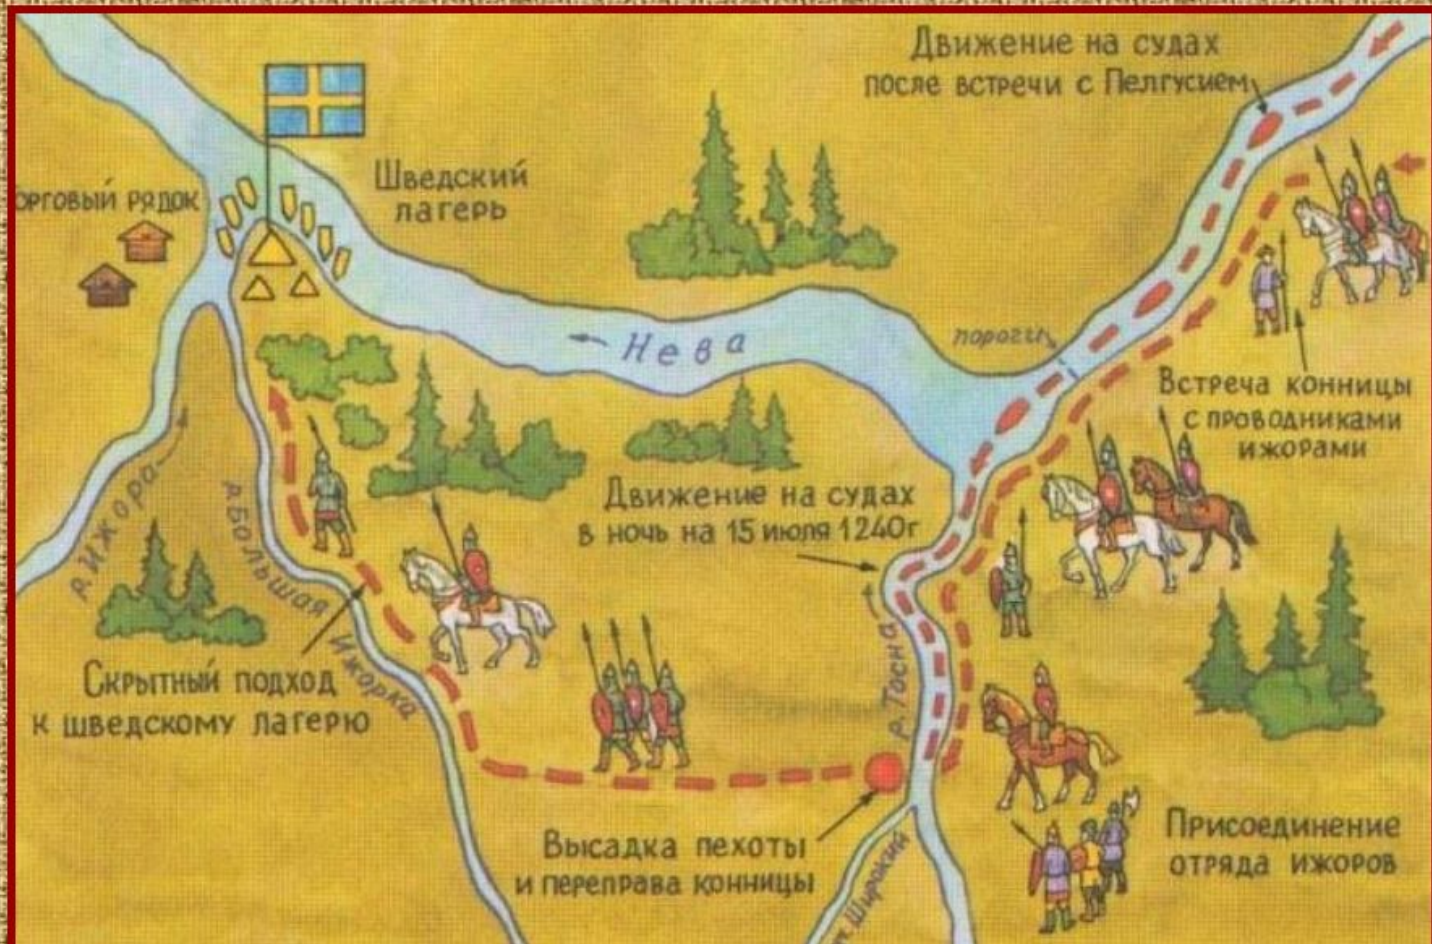 Движение на судах
после встречи с Пелгусием
Шведский
лагерь
орговый рядок
Нева
пороги
Встреча конницы
с проводниками
ижорами
Движение на судах
в ночь на 15 июля 1240г
р. Ижора
р. Большая Ижорка
р. Тосна
Скрытный подход
к шведскому лагерю
Высадка пехоты
и переправа конницы
Присоединение
отряда ижоров
Широкий